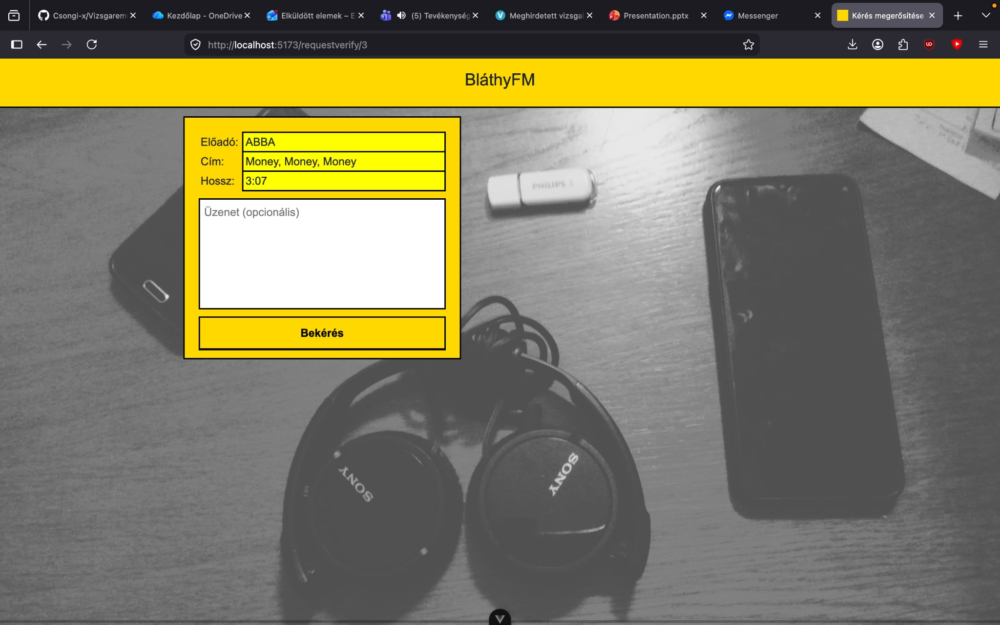 Csongi-x/Vizsgarem
Kezdőlap - OneDrive
Elküldött elemek – E
(5) Tevékenység
Meghirdetett vizsgai
Presentation.pptx
Messenger
Kérés megerősítése
http://localhost:5173/requestverify/3
BláthyFM
Előadó: ABBA
Cím: Money, Money, Money
Hossz: 3:07
Üzenet (opcionális)
Bekérés
PHILIPS
SONY
SONY